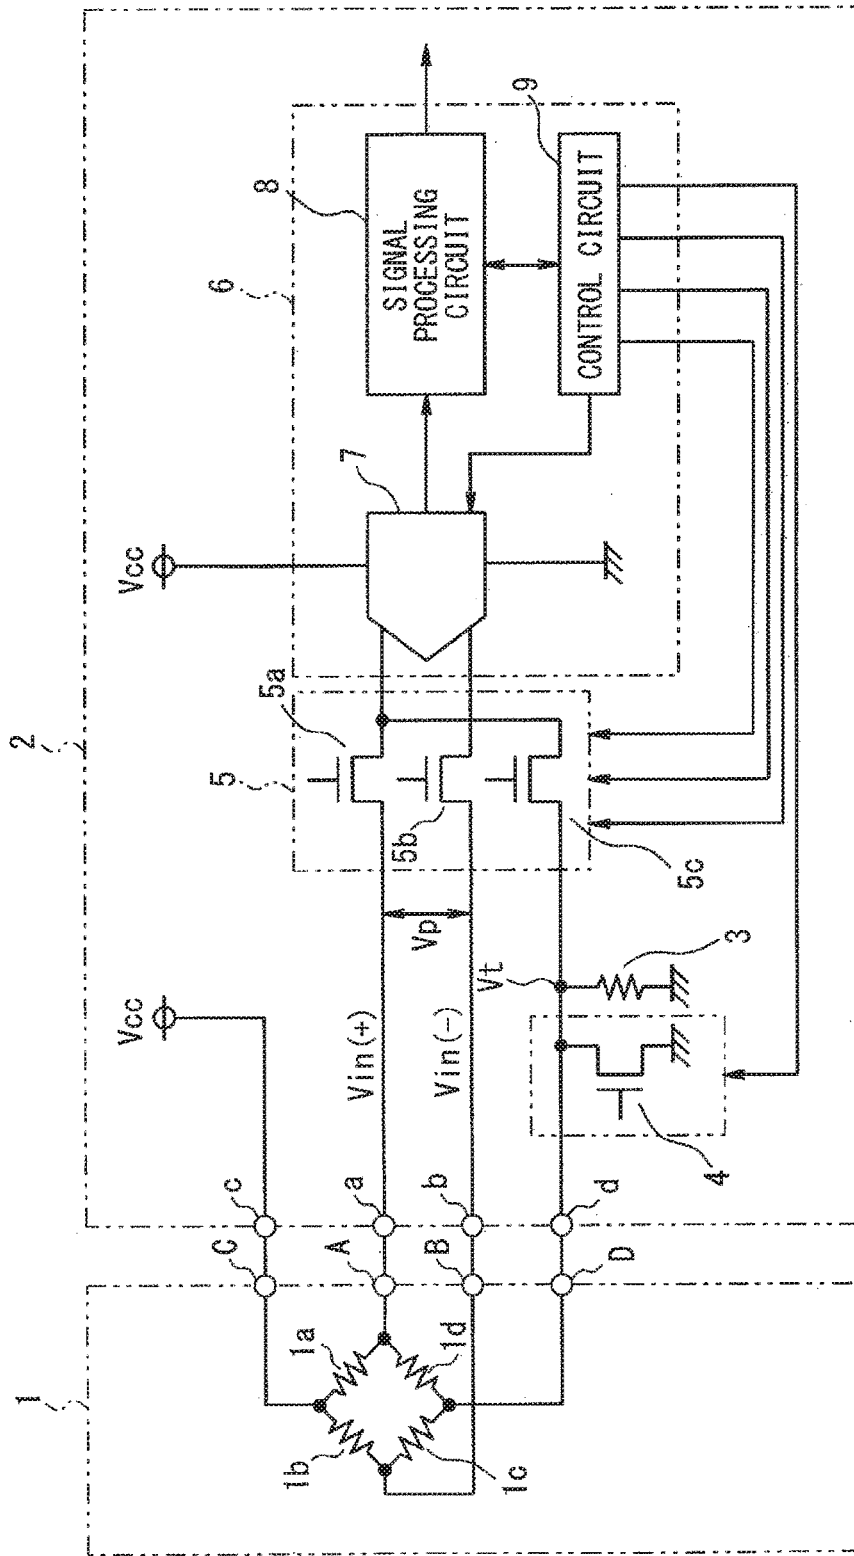 1
2
Vcc
Vcc
C
c
A
a
B
b
D
d
1a
1b
1c
1d
Vin(+)
Vin(-)
Vp
Vt
3
4
5
5a
5b
5c
6
7
8
SIGNAL
PROCESSING
CIRCUIT
9
CONTROL CIRCUIT